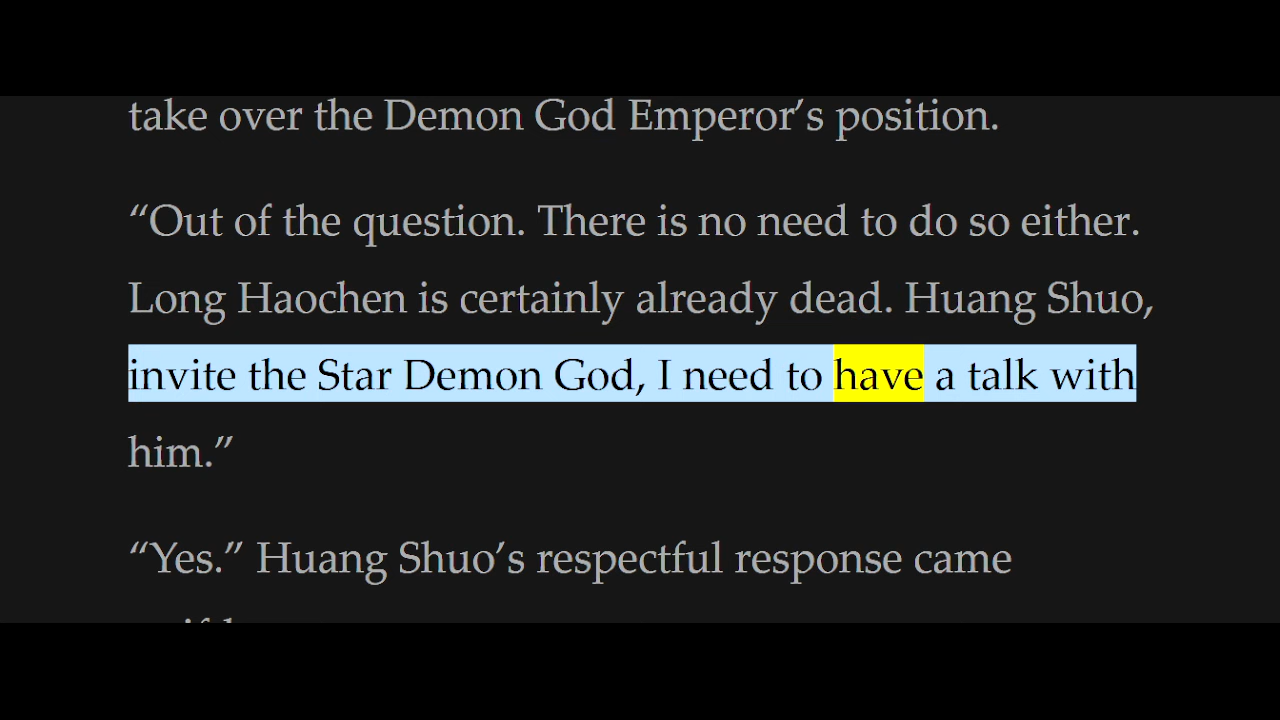 take over the Demon God Emperor’s position.
“Out of the question. There is no need to do so either.
Long Haochen is certainly already dead. Huang Shuo,
invite the Star Demon God, I need to have a talk with
him.”
“Yes.” Huang Shuo’s respectful response came